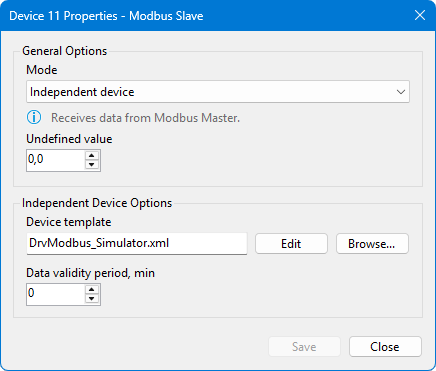 Device 11 Properties - Modbus Slave
General Options
Mode
Independent device
Receives data from Modbus Master.
Undefined value
0,0
Independent Device Options
Device template
DrvModbus_Simulator.xml Edit Browse...
Data validity period, min
0
Save Close